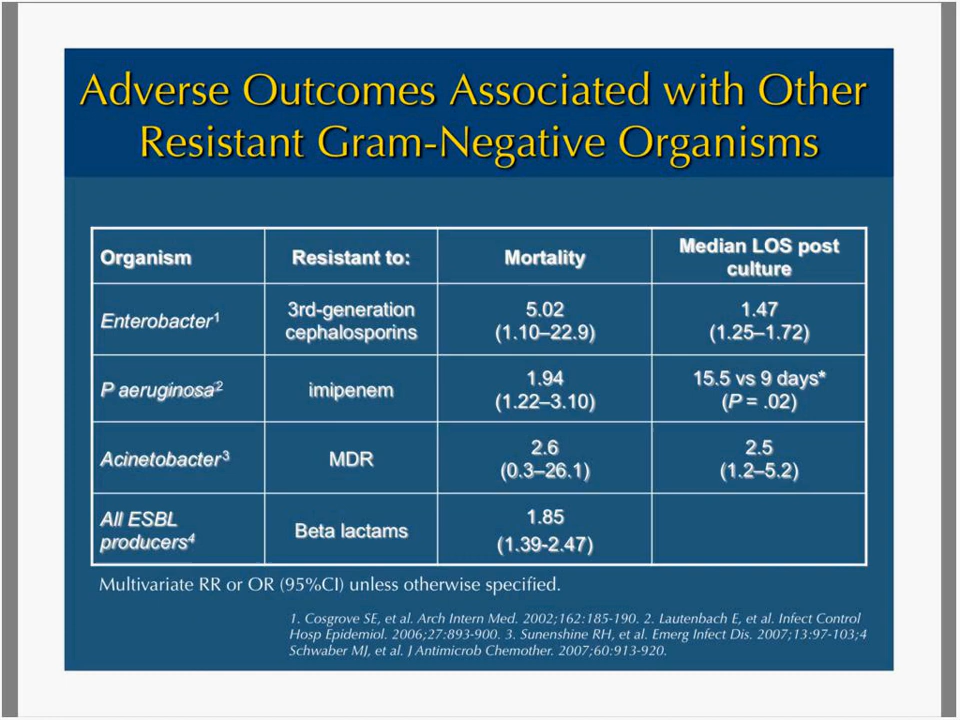 Adverse Outcomes Associated with Other
Resistant Gram-Negative Organisms
Organism
Resistant to:
Mortality
Median LOS post
culture
Enterobacter¹
3rd-generation
cephalosporins
5.02
(1.10–22.9)
1.47
(1.25–1.72)
P aeruginosa²
imipenem
1.94
(1.22–3.10)
15.5 vs 9 days*
(P = .02)
Acinetobacter³
MDR
2.6
(0.3–26.1)
2.5
(1.2–5.2)
All ESBL
producers⁴
Beta lactams
1.85
(1.39-2.47)
Multivariate RR or OR (95%CI) unless otherwise specified.
1. Cosgrove SE, et al. Arch Intern Med. 2002;162:185-190. 2. Lautenbach E, et al. Infect Control
Hosp Epidemiol. 2006;27:893-900. 3. Sunenshine RH, et al. Emerg Infect Dis. 2007;13:97-103;4
Schwaber MJ, et al. J Antimicrob Chemother. 2007;60:913-920.